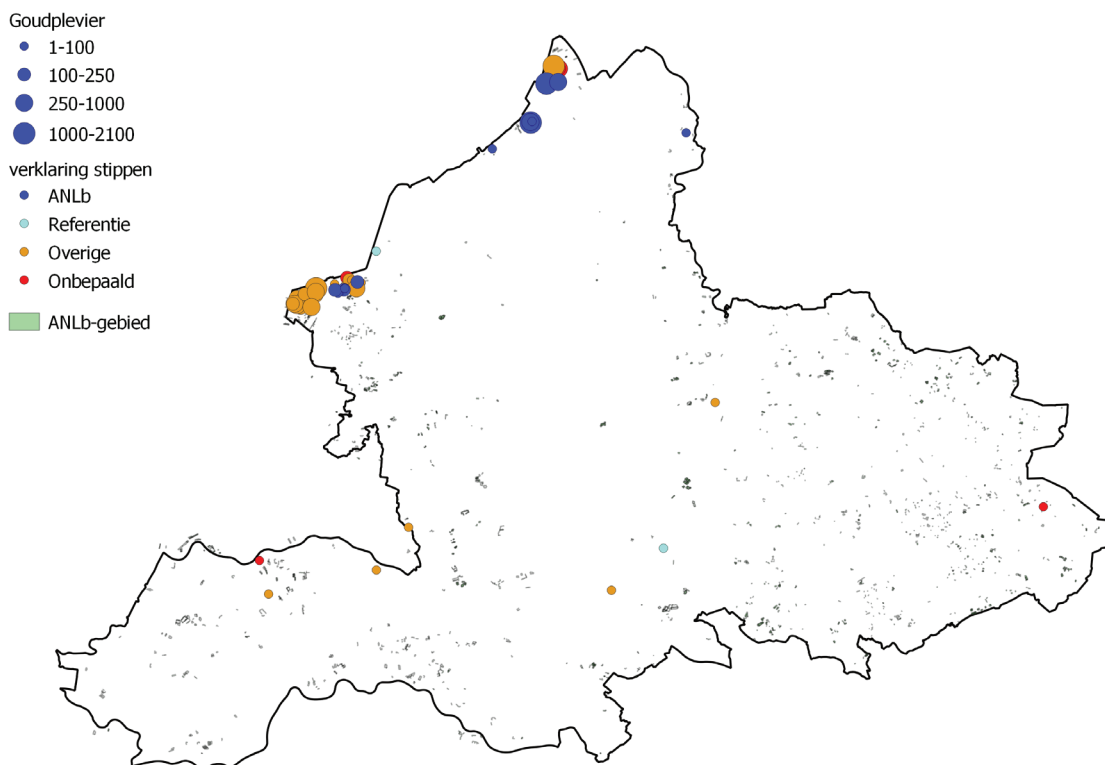 Goudplevier
1-100
100-250
250-1000
1000-2100
verklaring stippen
ANLb
Referentie
Overige
Onbepaald
ANLb-gebied